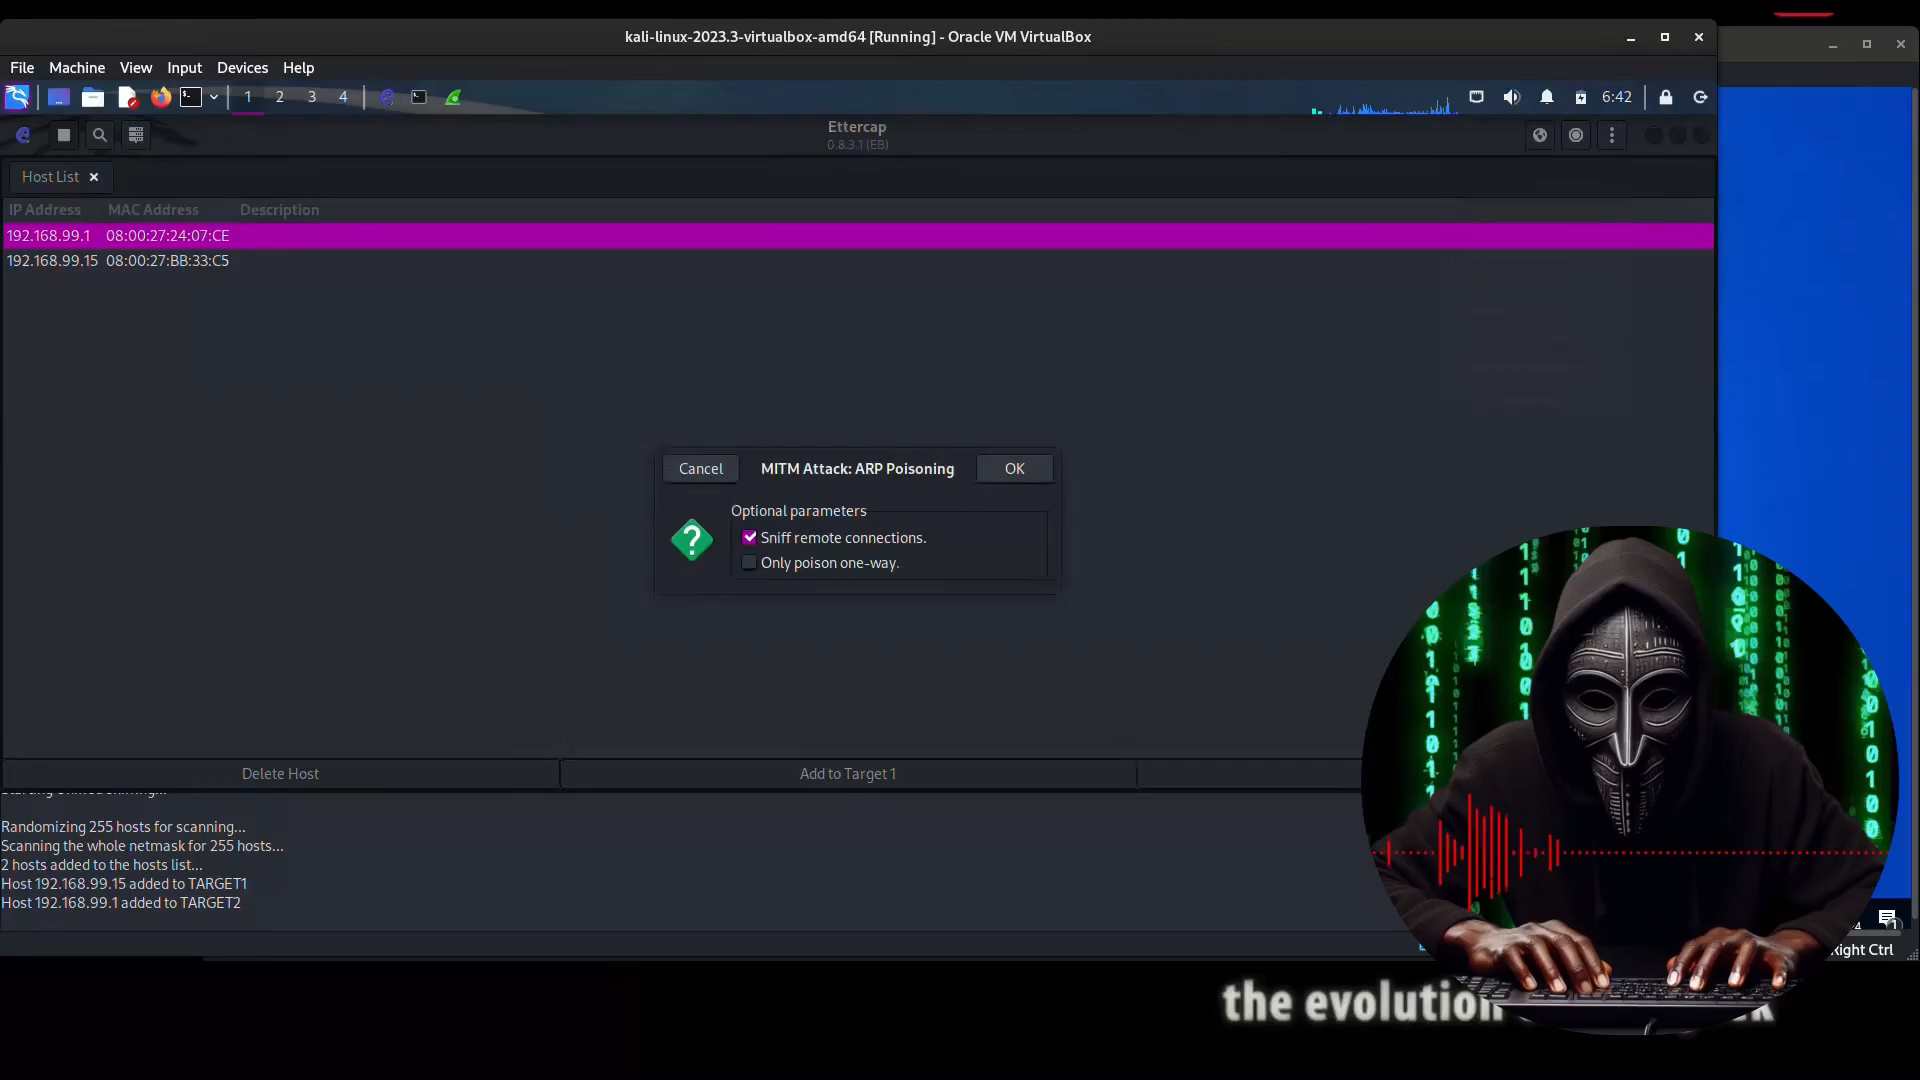 kali-linux-2023.3-virtualbox-amd64 [Running] - Oracle VM VirtualBox
File Machine View Input Devices Help
1 2 3 4 6:42
Ettercap
0.8.3.1 (EB)
Host List
IP Address MAC Address Description
192.168.99.1 08:00:27:24:07:CE
192.168.99.15 08:00:27:BB:33:C5
Cancel MITM Attack: ARP Poisoning OK
Optional parameters
Sniff remote connections.
Only poison one-way.
Delete Host Add to Target 1
Randomizing 255 hosts for scanning...
Scanning the whole netmask for 255 hosts...
2 hosts added to the hosts list...
Host 192.168.99.15 added to TARGET1
Host 192.168.99.1 added to TARGET2
Right Ctrl
the evolution